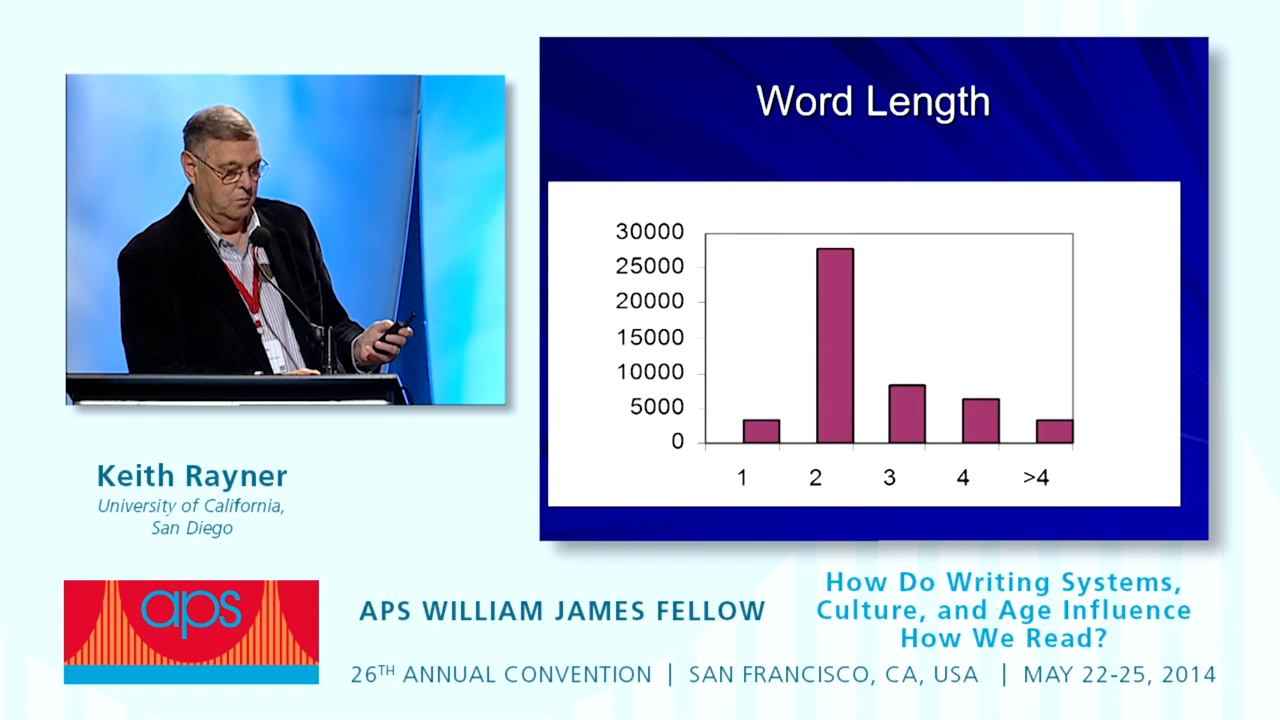 Word Length
30000
25000
20000
15000
10000
5000
0
1 2 3 4 >4
Keith Rayner
University of California,
San Diego
aps
APS WILLIAM JAMES FELLOW
How Do Writing Systems,
Culture, and Age Influence
How We Read?
26TH ANNUAL CONVENTION | SAN FRANCISCO, CA, USA | MAY 22-25, 2014